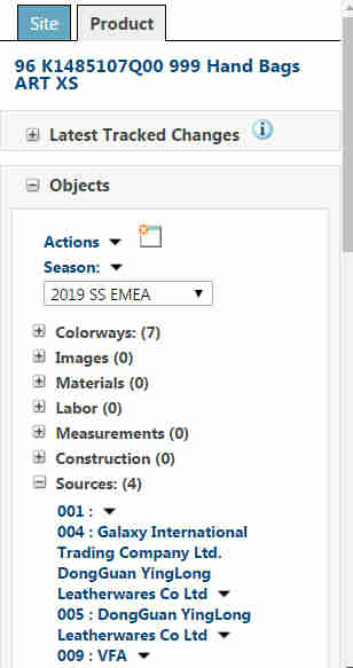 Site Product
96 K1485107Q00 999 Hand Bags
ART XS
Latest Tracked Changes
Objects
Actions
Season:
2019 SS EMEA
Colorways: (7)
Images (0)
Materials (0)
Labor (0)
Measurements (0)
Construction (0)
Sources: (4)
001 :
004 : Galaxy International
Trading Company Ltd.
DongGuan YingLong
Leatherwares Co Ltd
005 : DongGuan YingLong
Leatherwares Co Ltd
009 : VFA